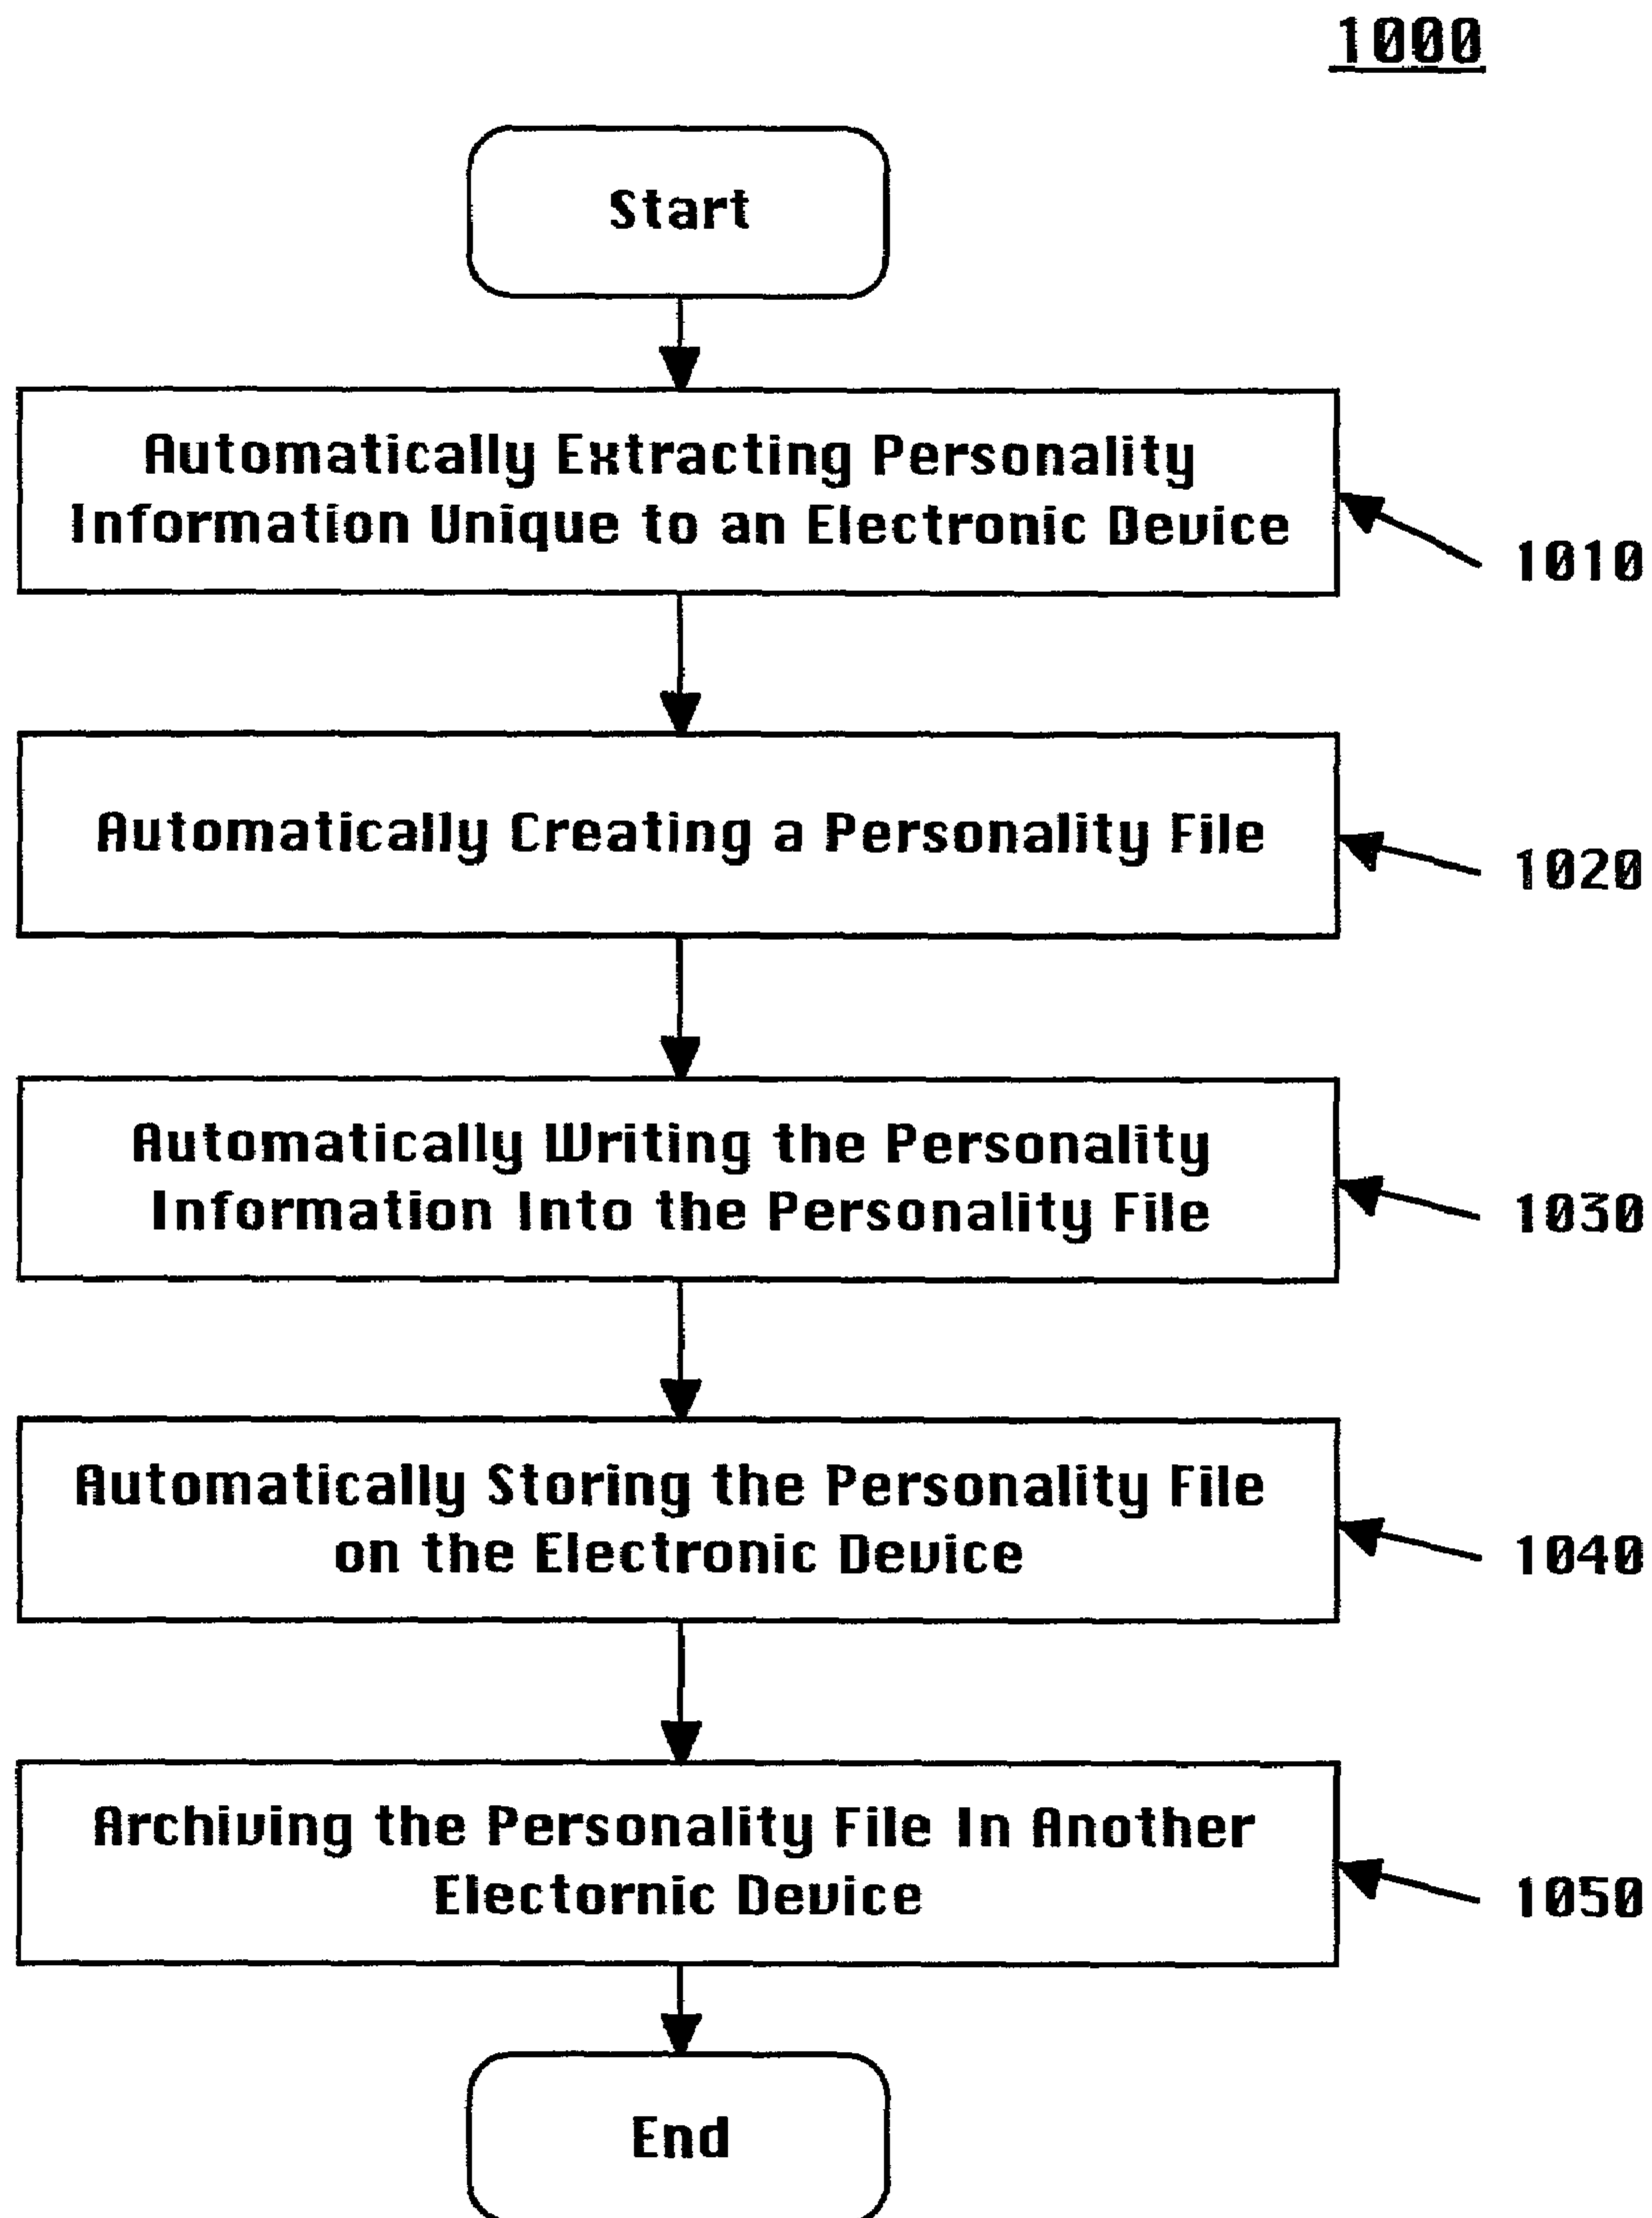 1000
Start
Automatically Extracting Personality
Information Unique to an Electronic Device
1010
Automatically Creating a Personality File
1020
Automatically Writing the Personality
Information Into the Personality File
1030
Automatically Storing the Personality File
on the Electronic Device
1040
Archiving the Personality File In Another
Electornic Device
1050
End